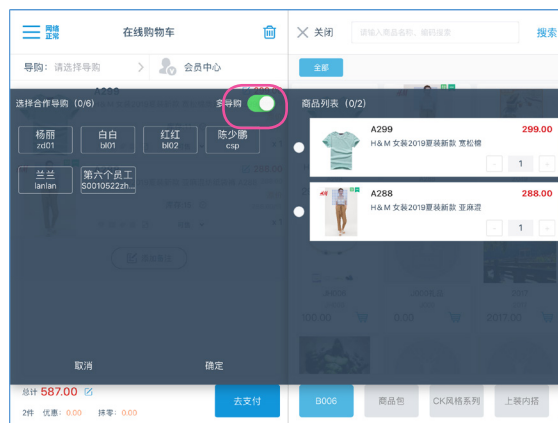 网络
正常
在线购物车
关闭
请输入商品名称、编码搜索
搜索
导购：请选择导购
会员中心
全部
选择合作导购（0/6）
多导购
杨丽
zd01
白白
bl01
红红
bl02
陈少鹏
csp
兰兰
lanlan
第六个员工
S0010522zh...
商品列表（0/2）
A299
299.00
H&M 女装2019夏装新款 宽松棉
- 1 +
A288
288.00
H&M 女装2019夏装新款 亚麻混
- 1 +
100.00
0.00
2017.00
取消
确定
总计 587.00
2件 优惠：0.00 抹零：0.00
去支付
B006
商品包
CK风格系列
上装内搭